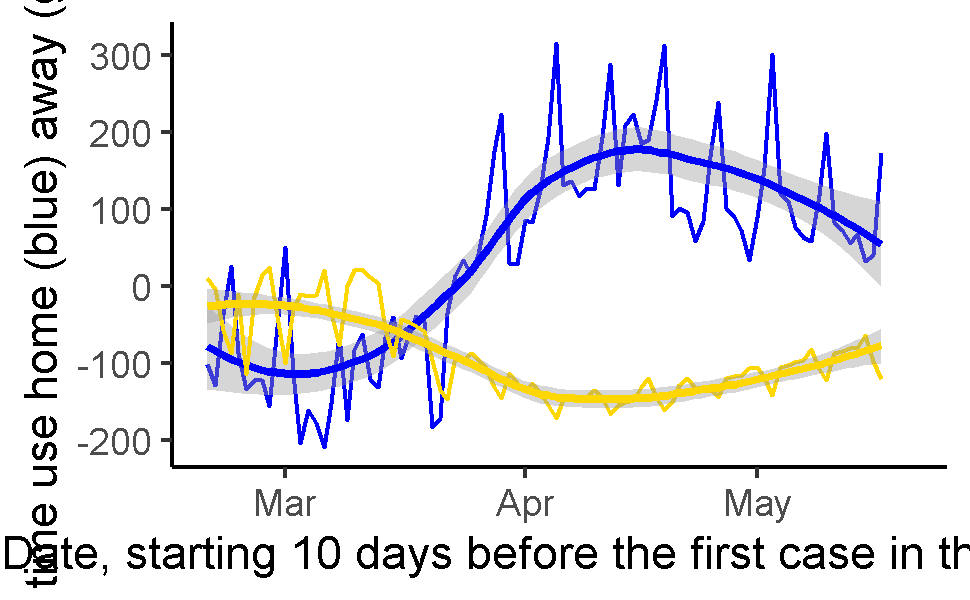 time use home (blue) away (
300
200
100
0
-100
-200
Mar Apr May
Date, starting 10 days before the first case in th